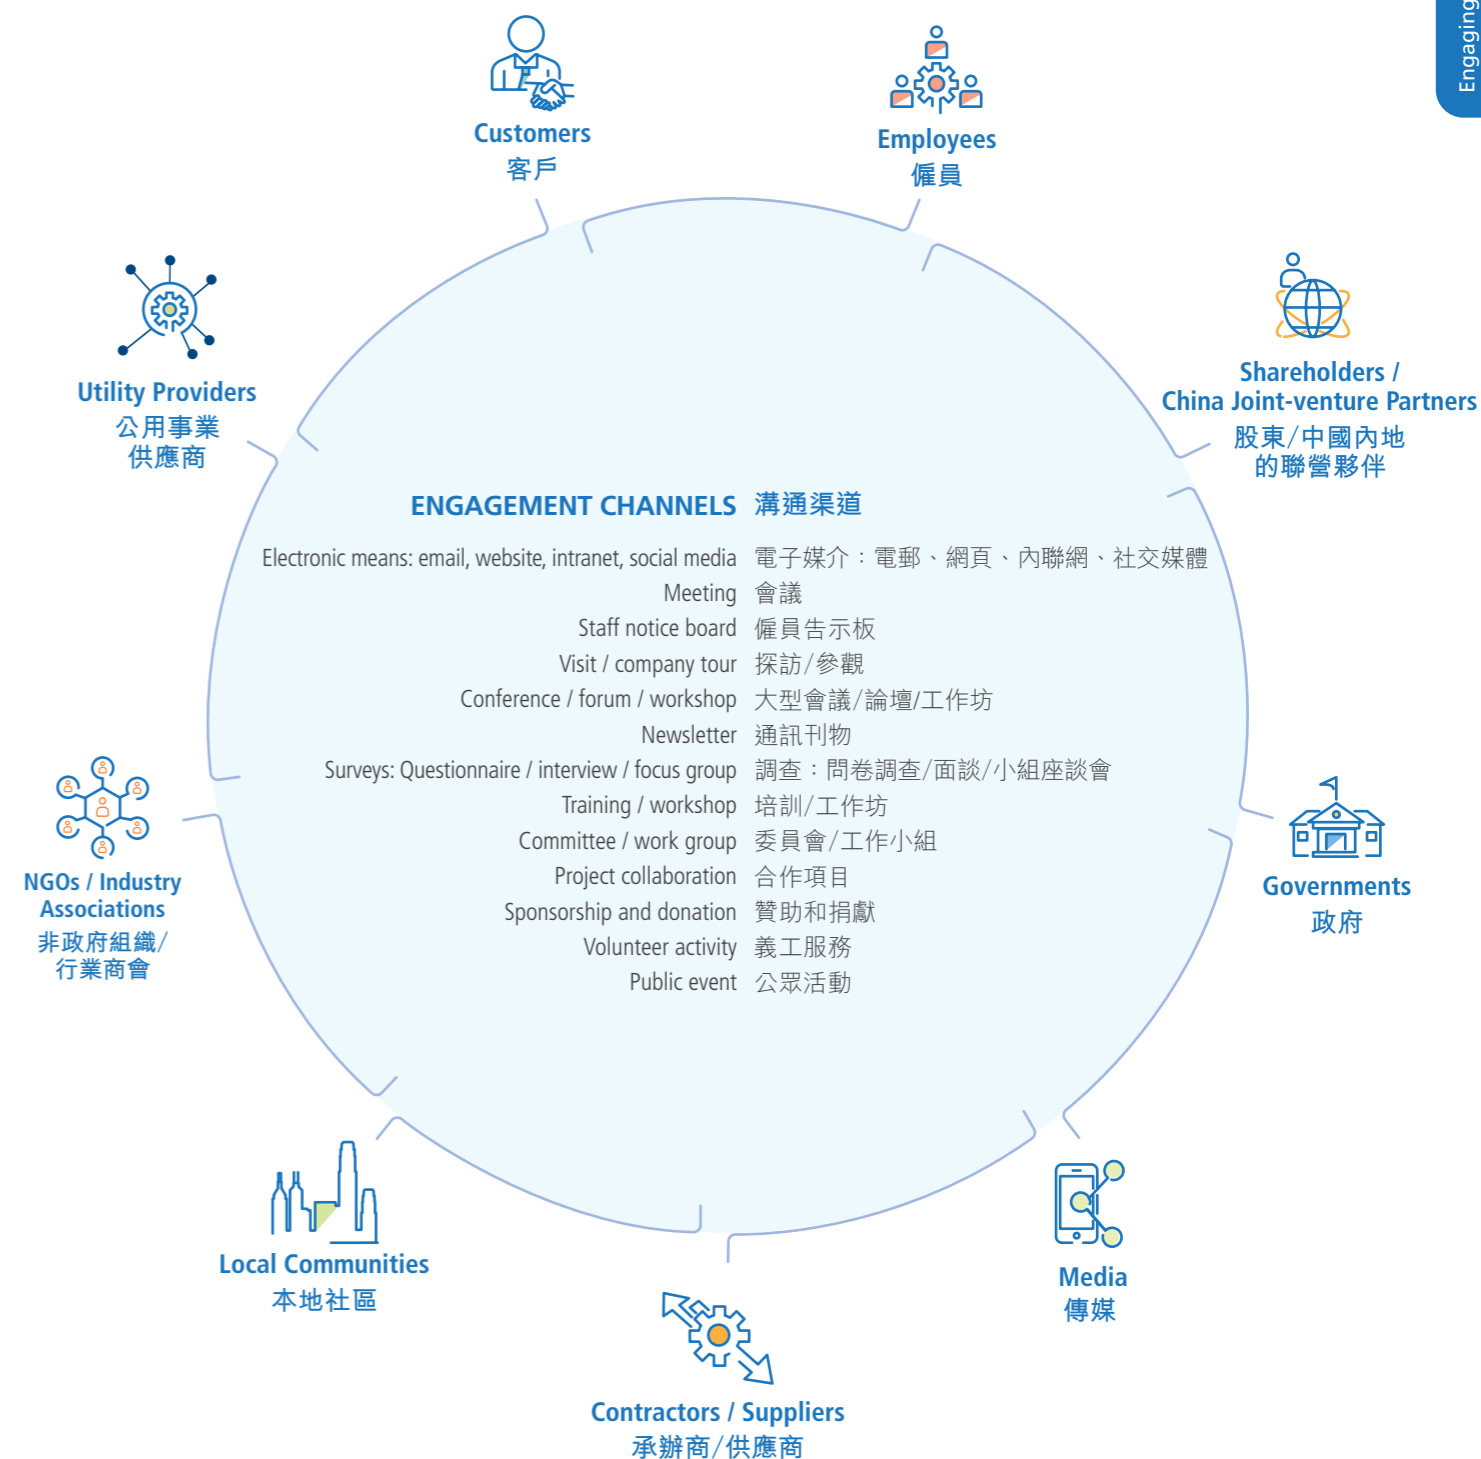 Engaging
Customers
客戶
Employees
僱員
Utility Providers
公用事業
供應商
Shareholders /
China Joint-venture Partners
股東/中國內地
的聯營夥伴
ENGAGEMENT CHANNELS 溝通渠道
Electronic means: email, website, intranet, social media 電子媒介：電郵、網頁、內聯網、社交媒體
Meeting 會議
Staff notice board 僱員告示板
Visit / company tour 探訪/參觀
Conference / forum / workshop 大型會議/論壇/工作坊
Newsletter 通訊刊物
Surveys: Questionnaire / interview / focus group 調查：問卷調查/面談/小組座談會
Training / workshop 培訓/工作坊
Committee / work group 委員會/工作小組
Project collaboration 合作項目
Sponsorship and donation 贊助和捐獻
Volunteer activity 義工服務
Public event 公眾活動
NGOs / Industry
Associations
非政府組織/
行業商會
Governments
政府
Local Communities
本地社區
Media
傳媒
Contractors / Suppliers
承辦商/供應商